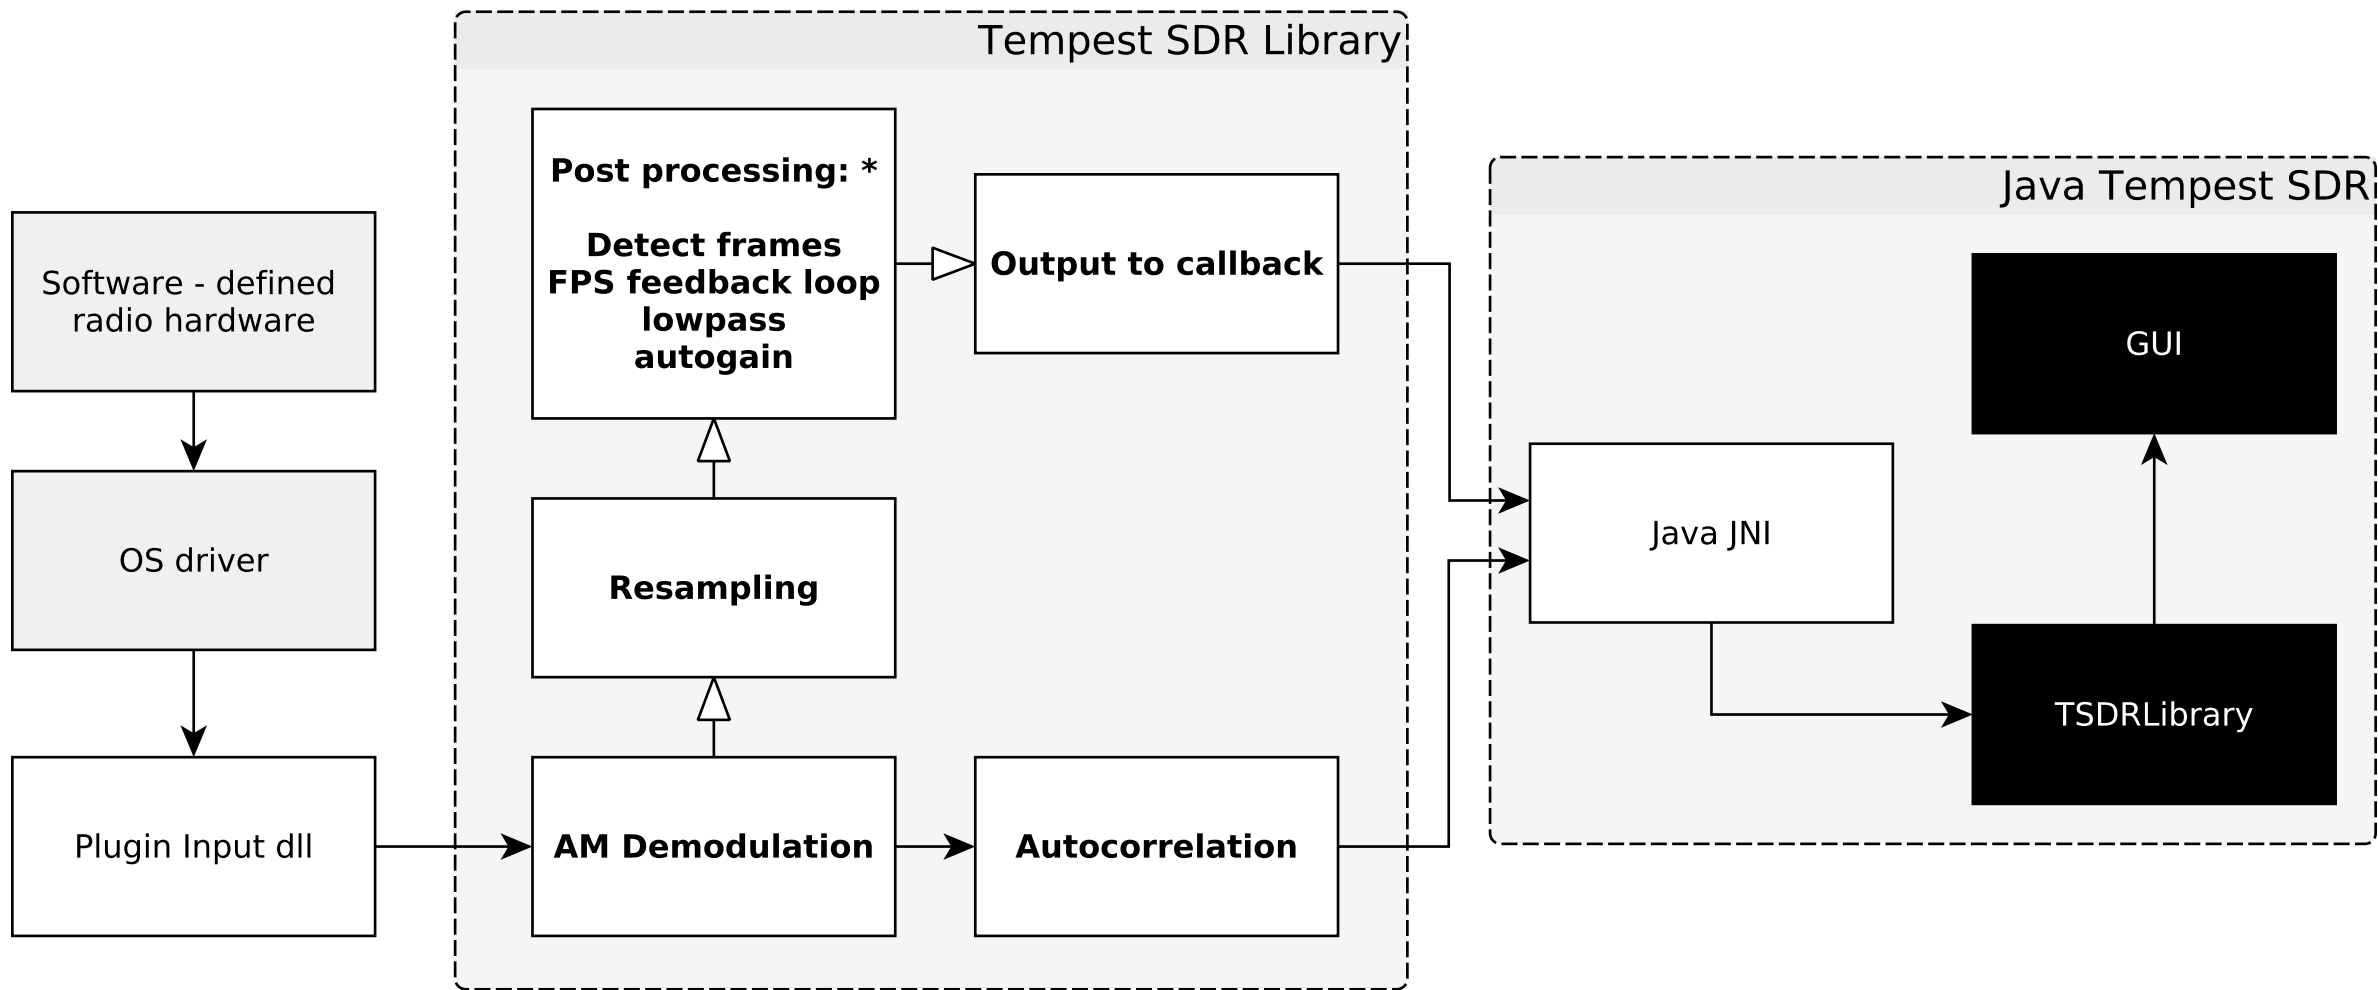 Tempest SDR Library
Software - defined
radio hardware
OS driver
Plugin Input dll
Post processing: *
Detect frames
FPS feedback loop
lowpass
autogain
Output to callback
Resampling
AM Demodulation
Autocorrelation
Java Tempest SDR
GUI
Java JNI
TSDRLibrary